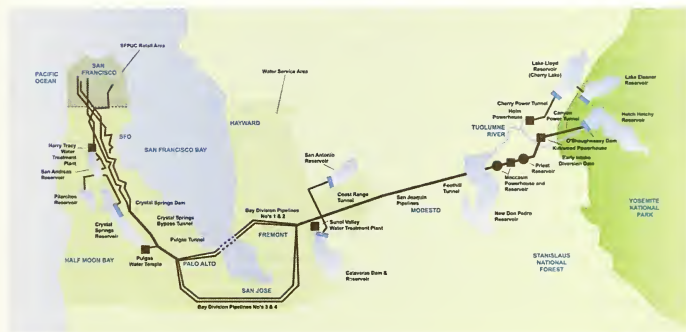 SFPUC Retail Area
PACIFIC
OCEAN
SAN
FRANCISCO
Water Service Area
Lake Lloyd
Reservoir
(Cherry Lake)
Lake Eleanor
Reservoir
Cherry Power Tunnel
Holm
Powerhouse
Canyon
Power Tunnel
Hetch Hetchy
Reservoir
HAYWARD
SFO
TUOLUMNE
RIVER
O'Shaughnessy Dam
Kirkwood Powerhouse
Early Intake
Diversion Dam
Harry Tracy
Water
Treatment
Plant
SAN FRANCISCO BAY
San Antonio
Reservoir
Priest
Reservoir
San Andreas
Reservoir
Moccasin
Powerhouse and
Reservoir
Foothill
Tunnel
Coast Range
Tunnel
San Joaquin
Pipelines
Pilarcitos
Reservoir
Crystal Springs Dam
MODESTO
YOSEMITE
NATIONAL
PARK
Crystal
Springs
Bypass Tunnel
Bay Division Pipelines
No's 1 & 2
New Don Pedro
Reservoir
Crystal
Springs
Reservoir
FREMONT
Sunol Valley
Water Treatment Plant
Pulgas Tunnel
STANISLAUS
NATIONAL
FOREST
HALF MOON BAY
Pulgas
Water Temple
PALO ALTO
Calaveras Dam &
Reservoir
SAN JOSE
Bay Division Pipelines No's 3 & 4